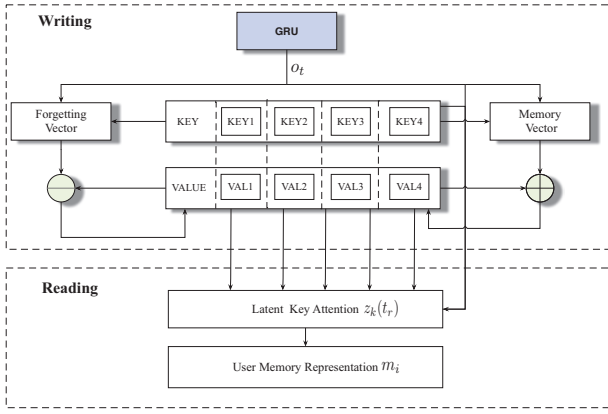 Writing
GRU
o_t
Forgetting
Vector
KEY KEY1 KEY2 KEY3 KEY4
Memory
Vector
VALUE VAL1 VAL2 VAL3 VAL4
Reading
Latent Key Attention z_k(t_r)
User Memory Representation m_i